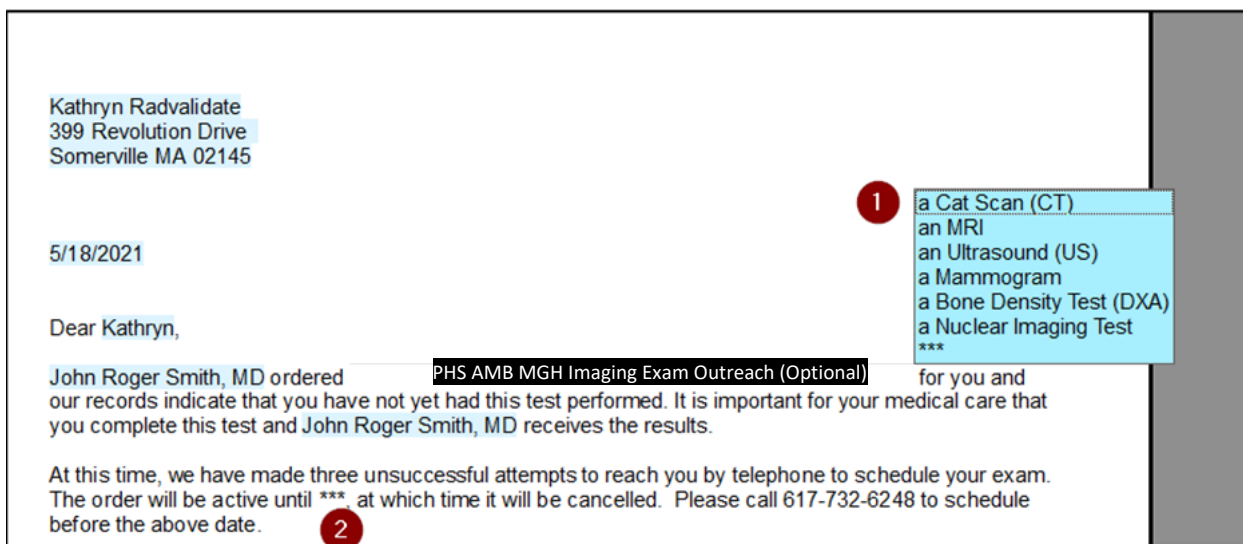 Kathryn Radvalidate
399 Revolution Drive
Somerville MA 02145
1
a Cat Scan (CT)
an MRI
an Ultrasound (US)
a Mammogram
a Bone Density Test (DXA)
a Nuclear Imaging Test
***
5/18/2021
Dear Kathryn,
John Roger Smith, MD ordered PHS AMB MGH Imaging Exam Outreach (Optional) for you and
our records indicate that you have not yet had this test performed. It is important for your medical care that
you complete this test and John Roger Smith, MD receives the results.
At this time, we have made three unsuccessful attempts to reach you by telephone to schedule your exam.
The order will be active until ***, at which time it will be cancelled.  Please call 617-732-6248 to schedule
before the above date.
2